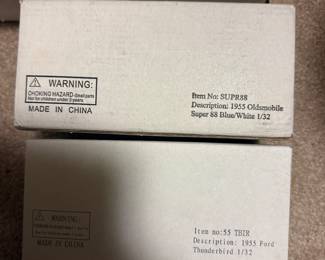 WARNING:
CHOKING HAZARD-Small parts
Not for children under 3 years.
MADE IN CHINA
Item No: SUPR88
Description: 1955 Oldsmobile
Super 88 Blue/White 1/32
WARNING:
MADE IN CHINA
Item no: 55 TBIR
Description: 1955 Ford
Thunderbird 1/32